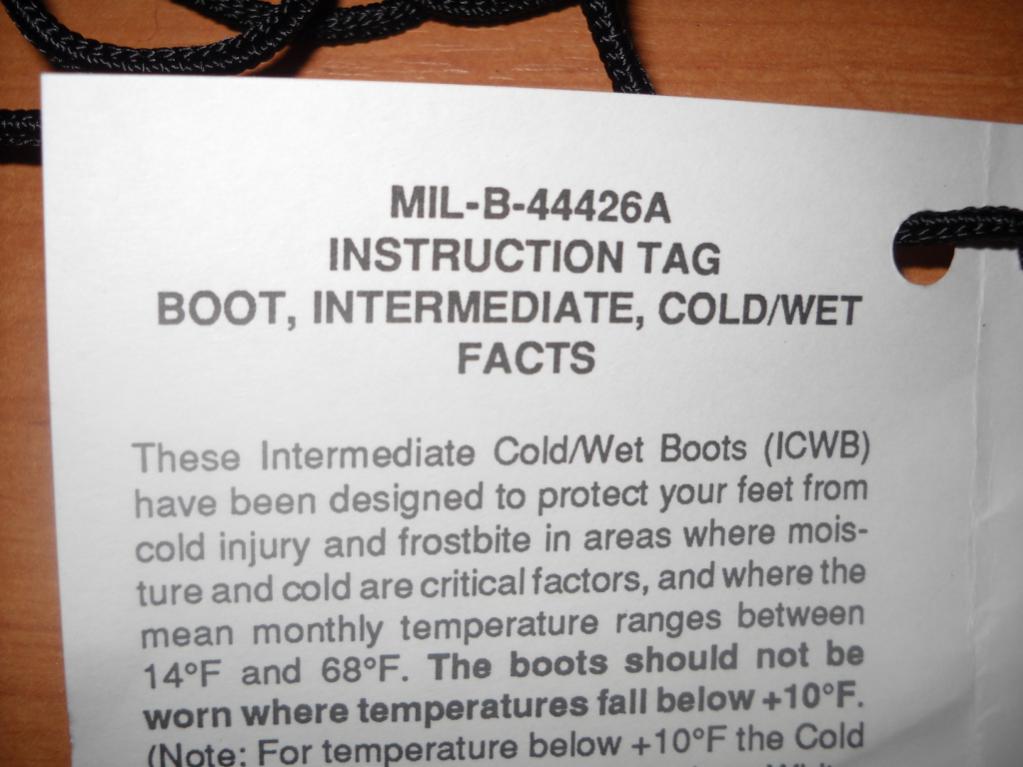 MIL-B-44426A
INSTRUCTION TAG
BOOT, INTERMEDIATE, COLD/WET
FACTS
These Intermediate Cold/Wet Boots (ICWB)
have been designed to protect your feet from
cold injury and frostbite in areas where mois-
ture and cold are critical factors, and where the
mean monthly temperature ranges between
14°F and 68°F. The boots should not be
worn where temperatures fall below +10°F.
(Note: For temperature below +10°F the Cold